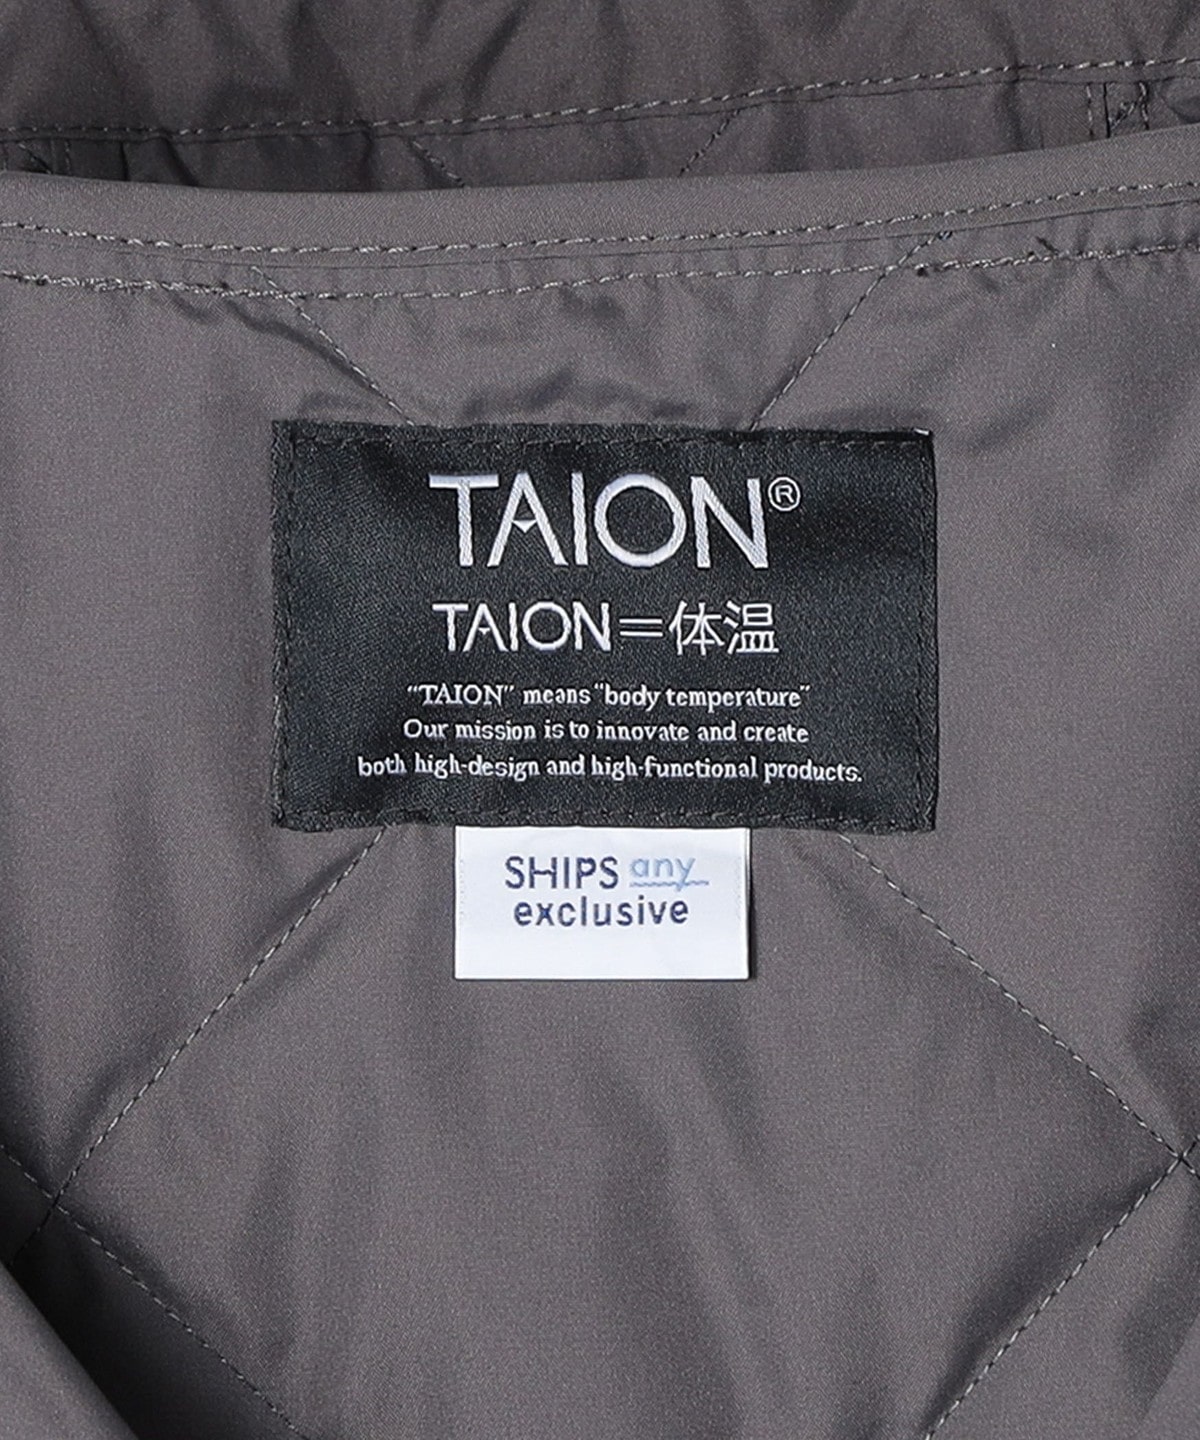 TAION®
TAION=体温
"TAION" means "body temperature"
Our mission is to innovate and create
both high-design and high-functional products.
SHIPS any
exclusive